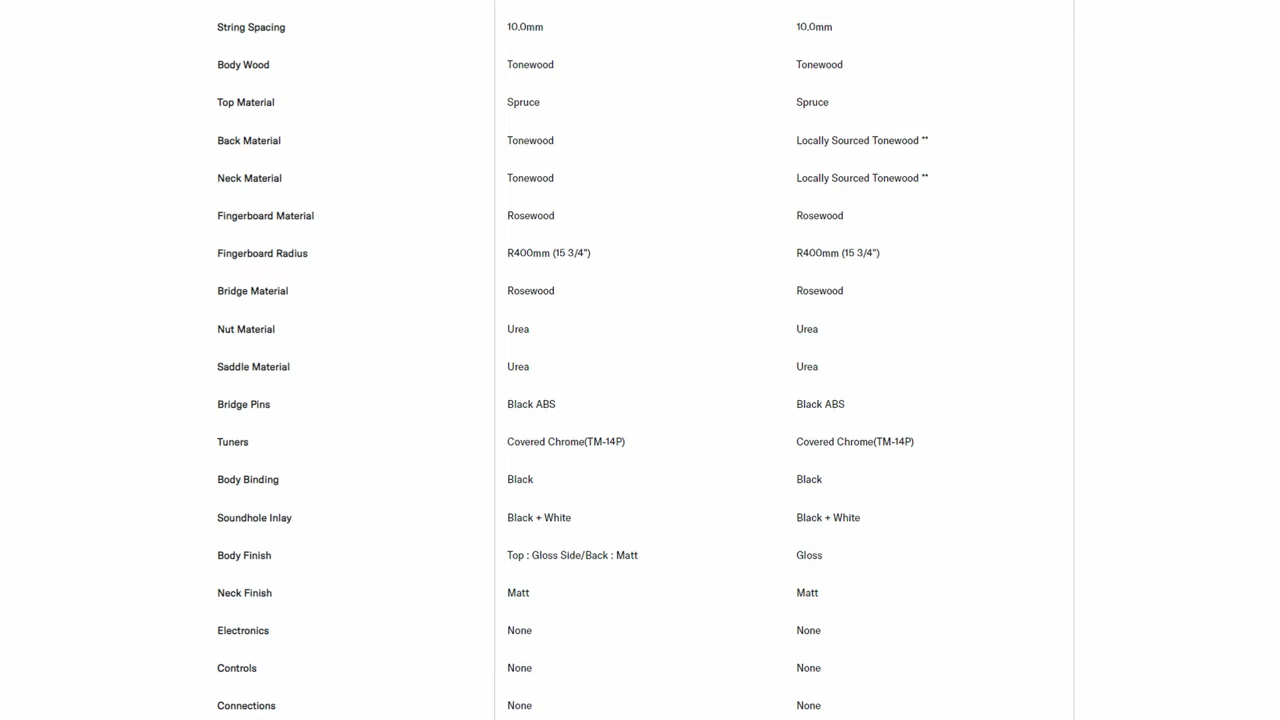 String Spacing 10.0mm 10.0mm
Body Wood Tonewood Tonewood
Top Material Spruce Spruce
Back Material Tonewood Locally Sourced Tonewood **
Neck Material Tonewood Locally Sourced Tonewood **
Fingerboard Material Rosewood Rosewood
Fingerboard Radius R400mm (15 3/4") R400mm (15 3/4")
Bridge Material Rosewood Rosewood
Nut Material Urea Urea
Saddle Material Urea Urea
Bridge Pins Black ABS Black ABS
Tuners Covered Chrome(TM-14P) Covered Chrome(TM-14P)
Body Binding Black Black
Soundhole Inlay Black + White Black + White
Body Finish Top : Gloss Side/Back : Matt Gloss
Neck Finish Matt Matt
Electronics None None
Controls None None
Connections None None